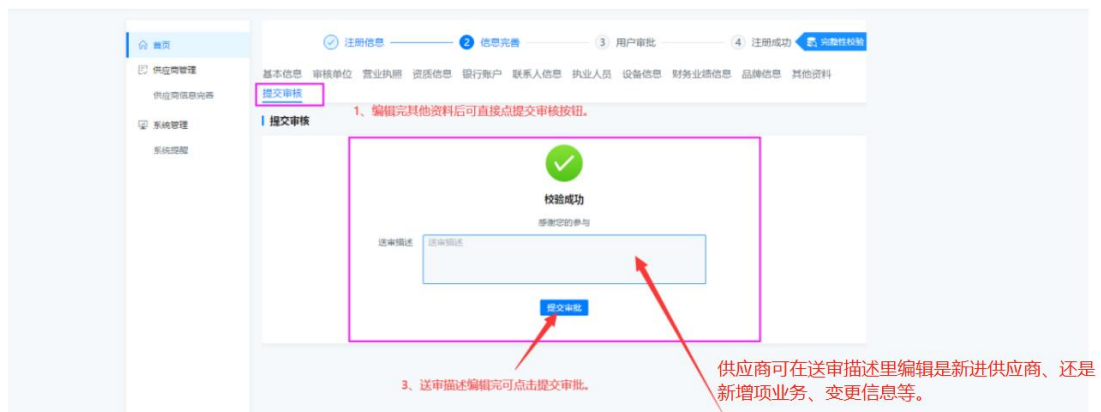 首页
供应商管理
供应商信息完善
系统管理
系统提醒
注册信息 2 信息完善 3 用户审批 4 注册成功 完整性校验
基本信息 审核单位 营业执照 资质信息 银行账户 联系人信息 执业人员 设备信息 财务业绩信息 品牌信息 其他资料
提交审核
1、编辑完其他资料后可直接点提交审核按钮。
提交审核
校验成功
感谢您的参与
送审描述 送审描述
提交审批
3、送审描述编辑完可点击提交审批。
供应商可在送审描述里编辑是新进供应商、还是
新增项业务、变更信息等。